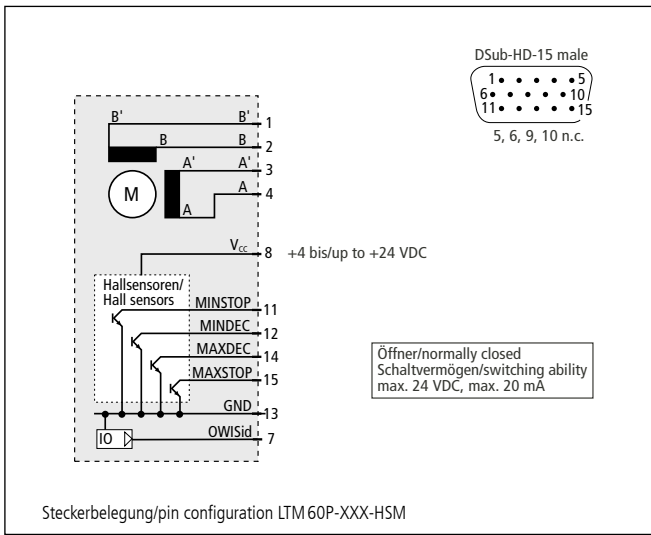 DSub-HD-15 male
1 5
6 10
11 15
5, 6, 9, 10 n.c.
B' B' 1
B B 2
A' A' 3
M
A 4
A
V_cc 8 +4 bis/up to +24 VDC
Hallsensoren/
Hall sensors
MINSTOP 11
MINDEC 12
MAXDEC 14
MAXSTOP 15
GND 13
IO OWISid 7
Öffner/normally closed
Schaltvermögen/switching ability
max. 24 VDC, max. 20 mA
Steckerbelegung/pin configuration LTM 60P-XXX-HSM